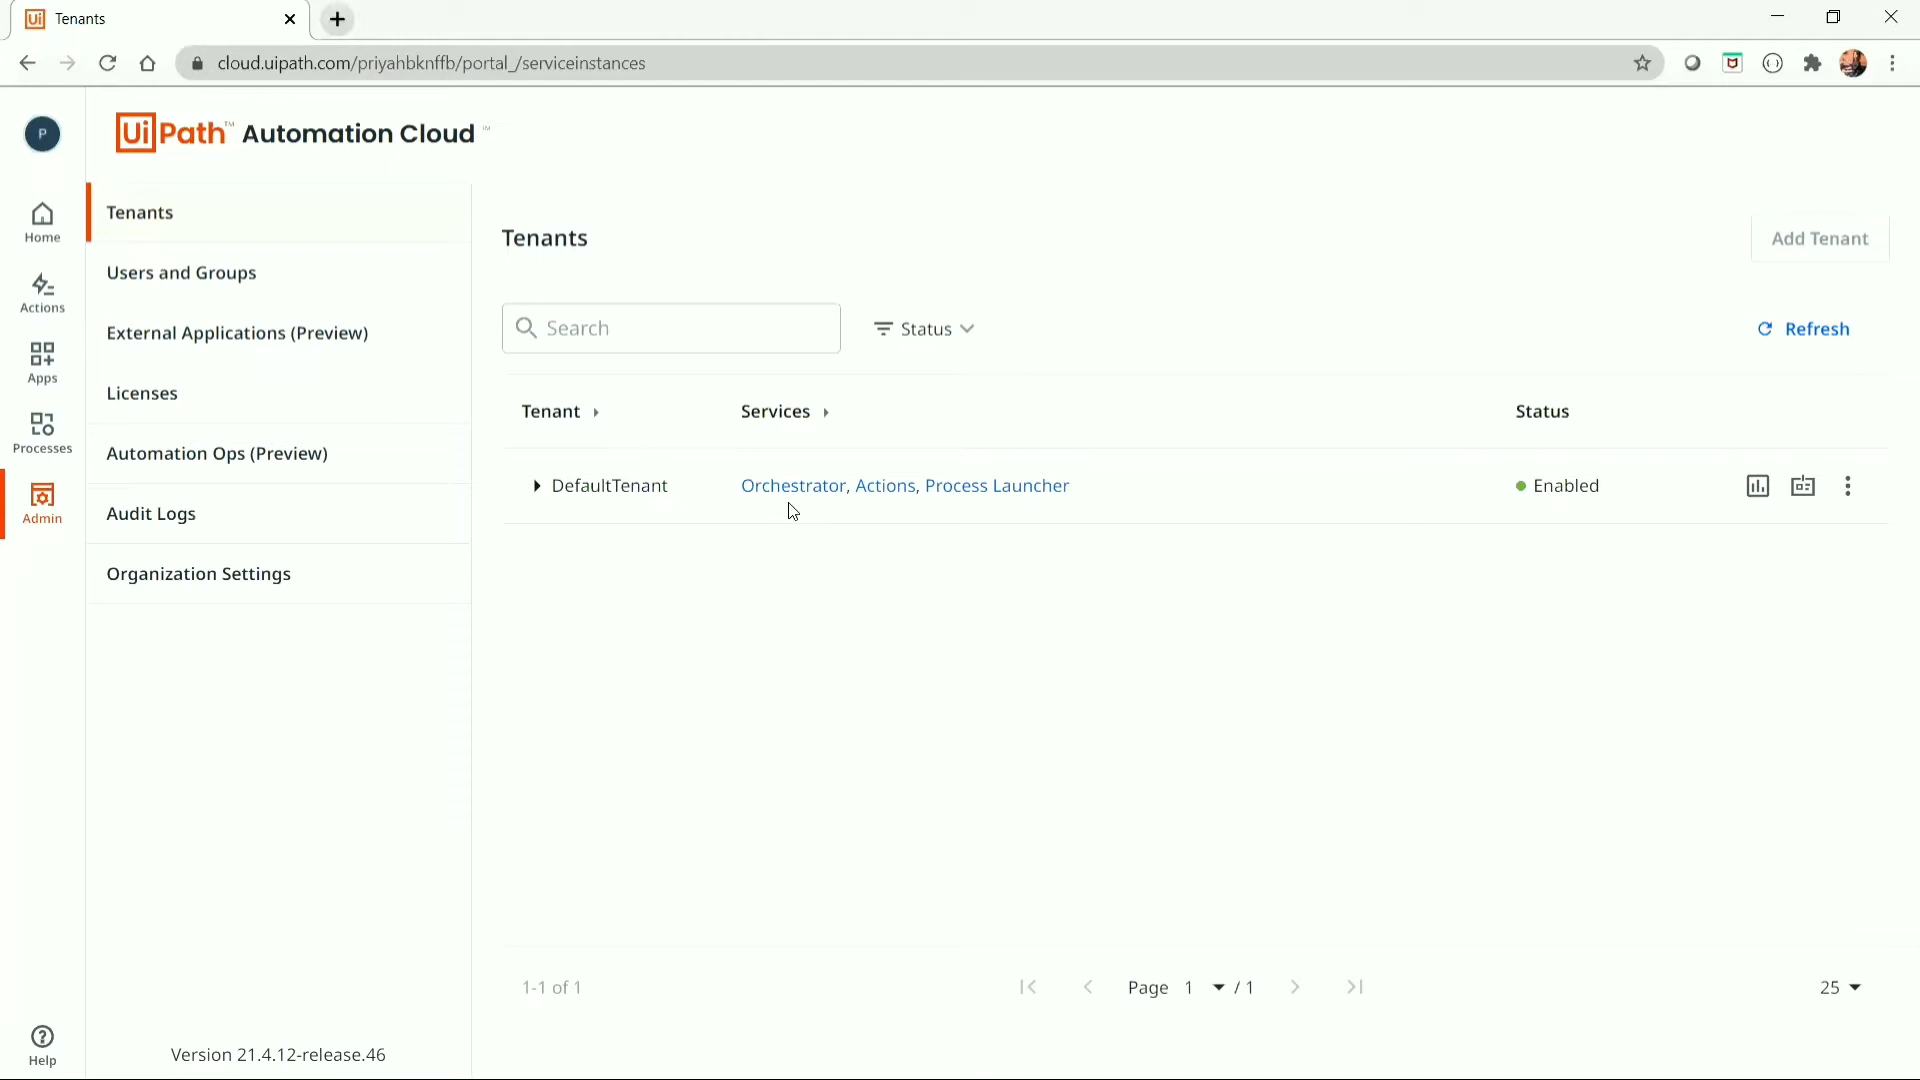 Tenants
cloud.uipath.com/priyahbknffb/portal_/serviceinstances
P
UiPath™ Automation Cloud ™
Home
Actions
Apps
Processes
Admin
Help
Tenants
Users and Groups
External Applications (Preview)
Licenses
Automation Ops (Preview)
Audit Logs
Organization Settings
Version 21.4.12-release.46
Tenants
Add Tenant
Search
Status
Refresh
Tenant Services Status
DefaultTenant Orchestrator, Actions, Process Launcher Enabled
1-1 of 1
Page 1 / 1
25